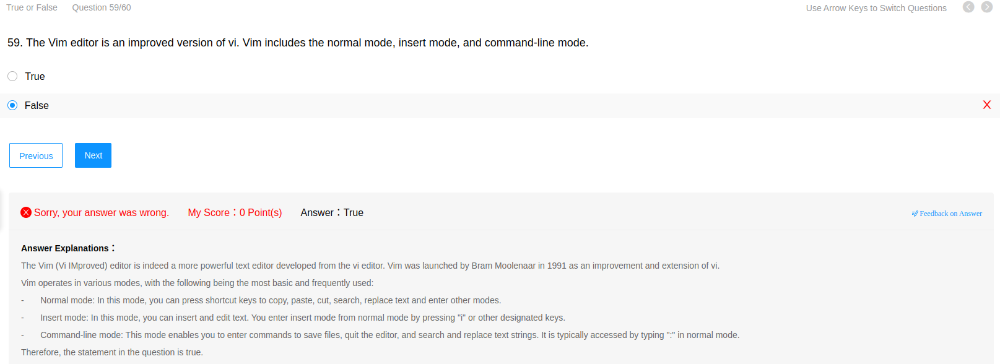 True or False Question 59/60 Use Arrow Keys to Switch Questions
59. The Vim editor is an improved version of vi. Vim includes the normal mode, insert mode, and command-line mode.
True
False
Previous Next
Sorry, your answer was wrong. My Score：0 Point(s) Answer：True Feedback on Answer
Answer Explanations：
The Vim (Vi IMproved) editor is indeed a more powerful text editor developed from the vi editor. Vim was launched by Bram Moolenaar in 1991 as an improvement and extension of vi.
Vim operates in various modes, with the following being the most basic and frequently used:
- Normal mode: In this mode, you can press shortcut keys to copy, paste, cut, search, replace text and enter other modes.
- Insert mode: In this mode, you can insert and edit text. You enter insert mode from normal mode by pressing "i" or other designated keys.
- Command-line mode: This mode enables you to enter commands to save files, quit the editor, and search and replace text strings. It is typically accessed by typing ":" in normal mode.
Therefore, the statement in the question is true.